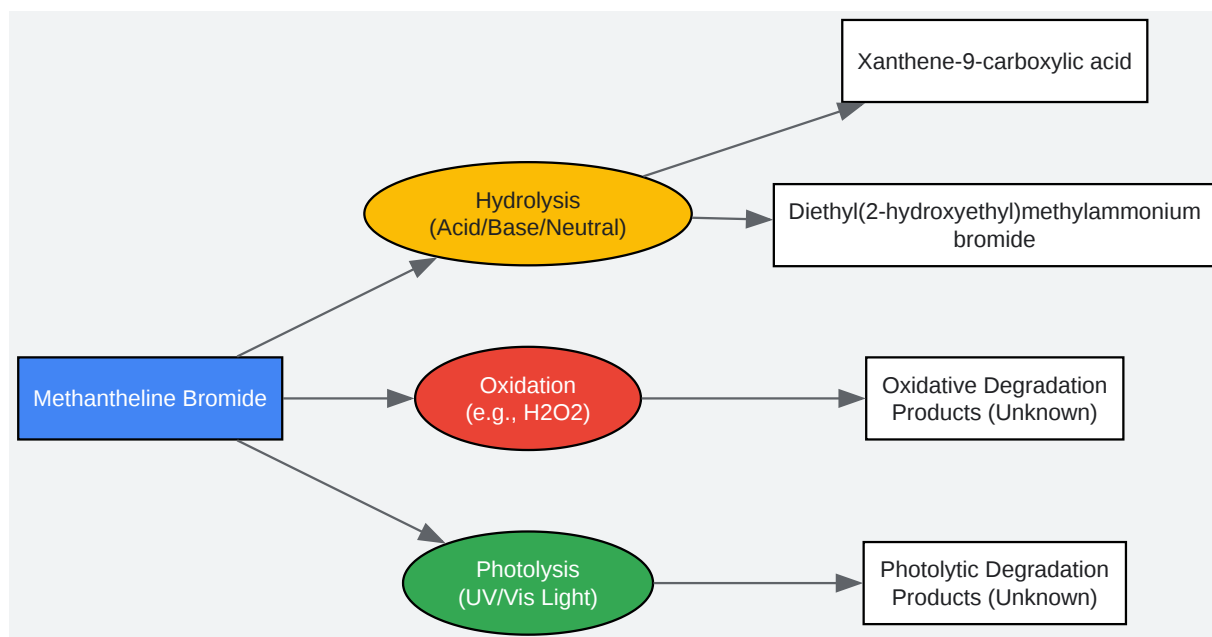 Xanthene-9-carboxylic acid
Hydrolysis
(Acid/Base/Neutral)
Diethyl(2-hydroxyethyl)methylammonium
bromide
Methantheline Bromide
Oxidation
(e.g., H2O2)
Oxidative Degradation
Products (Unknown)
Photolysis
(UV/Vis Light)
Photolytic Degradation
Products (Unknown)